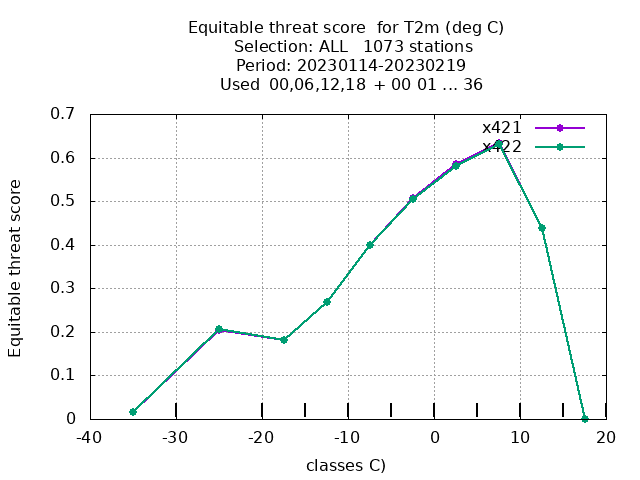 Equitable threat score  for T2m (deg C)
Selection: ALL   1073 stations
Period: 20230114-20230219
Used  00,06,12,18  + 00 01 ... 36
x421
x422
Equitable threat score
0.7
0.6
0.5
0.4
0.3
0.2
0.1
0
-40 -30 -20 -10 0 10 20
classes C)